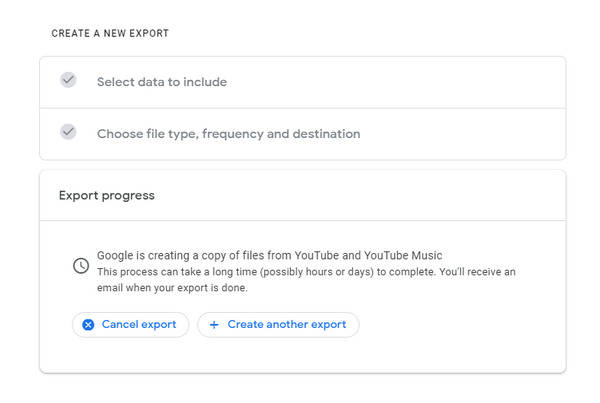 CREATE A NEW EXPORT
Select data to include
Choose file type, frequency and destination
Export progress
Google is creating a copy of files from YouTube and YouTube Music
This process can take a long time (possibly hours or days) to complete. You'll receive an
email when your export is done.
Cancel export
Create another export